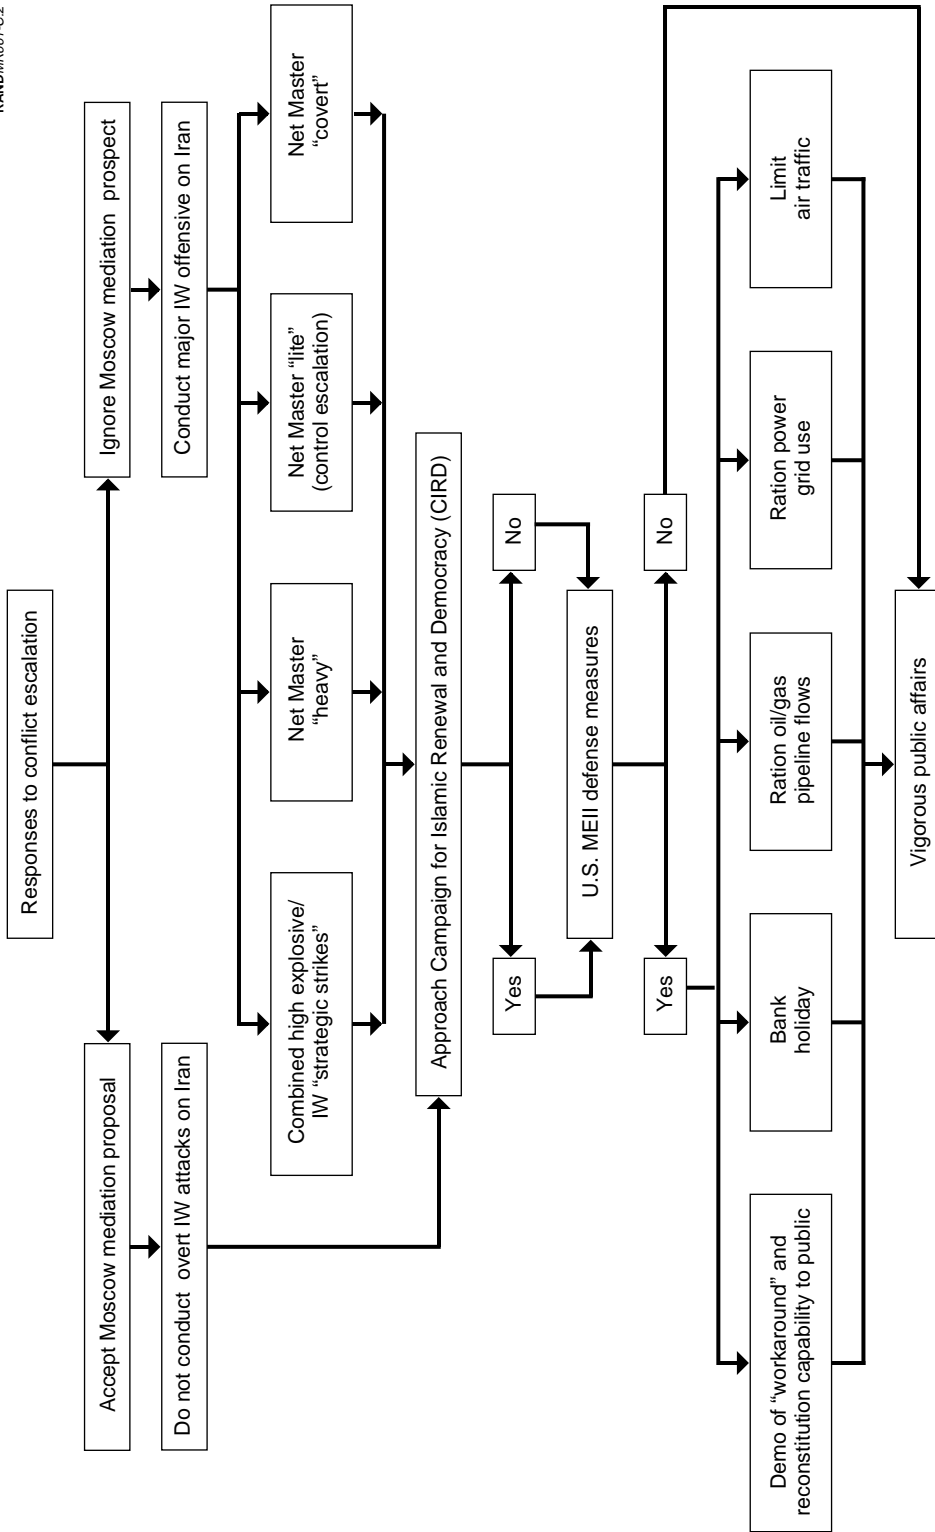 Responses to conflict escalation
Accept Moscow mediation proposal
Ignore Moscow mediation prospect
Do not conduct overt IW attacks on Iran
Conduct major IW offensive on Iran
Combined high explosive/
IW “strategic strikes”
Net Master
“heavy”
Net Master “lite”
(control escalation)
Net Master
“covert”
Approach Campaign for Islamic Renewal and Democracy (CIRD)
Yes
No
U.S. MEII defense measures
Yes
No
Demo of “workaround” and
reconstitution capability to public
Bank
holiday
Ration oil/gas
pipeline flows
Ration power
grid use
Limit
air traffic
Vigorous public affairs